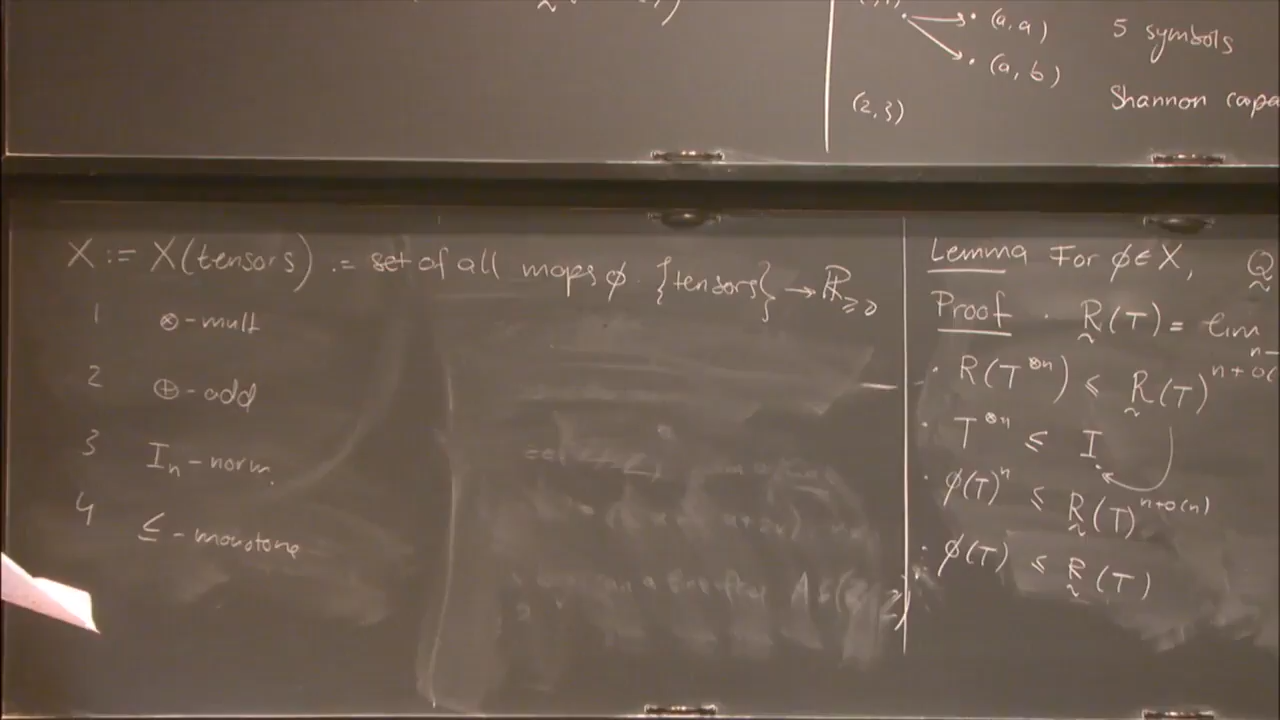 (a, a)
5 symbols
(a, b)
(2,3)
Shannon capa
X := X(tensors) := set of all maps φ: {tensors} → ℝ≥0
1 ⊗-mult
2 ⊕-add
3 Iₙ-norm.
4 ≤-monotone
Lemma For φ∈X, Q̰
Proof · R̰(T) = lim
n→
· R(T^⊗n) ≤ R̰(T)^n+o(
· T^⊗n ≤ I
· φ(T)^n ≤ R̰(T)^n+o(n)
· φ(T) ≤ R̰(T)